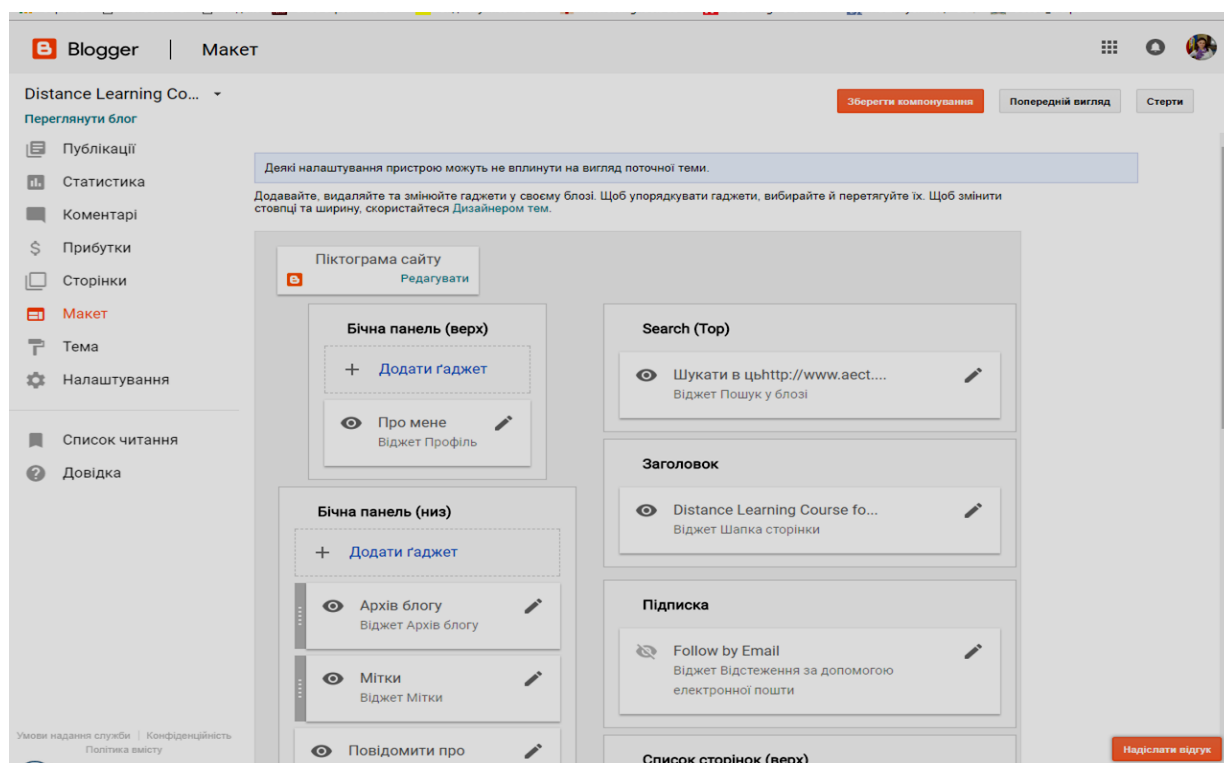 Blogger
Макет
Distance Learning Co...
Переглянути блог
Зберегти компонування
Попередній вигляд
Стерти
Публікації
Статистика
Коментарі
Прибутки
Сторінки
Макет
Тема
Налаштування
Список читання
Довідка
Умови надання служби | Конфіденційність
Політика вмісту
Деякі налаштування пристрою можуть не вплинути на вигляд поточної теми.
Додавайте, видаляйте та змінюйте гаджети у своєму блозі. Щоб упорядкувати гаджети, вибирайте й перетягуйте їх. Щоб змінити
стовпці та ширину, скористайтеся Дизайнером тем.
Піктограма сайту
Редагувати
Бічна панель (верх)
+ Додати ґаджет
Про мене
Віджет Профіль
Бічна панель (низ)
+ Додати ґаджет
Архів блогу
Віджет Архів блогу
Мітки
Віджет Мітки
Повідомити про
Search (Top)
Шукати в цьhttp://www.aect....
Віджет Пошук у блозі
Заголовок
Distance Learning Course fo...
Віджет Шапка сторінки
Підписка
Follow by Email
Віджет Відстеження за допомогою
електронної пошти
Список сторінок (верх)
Надіслати відгук